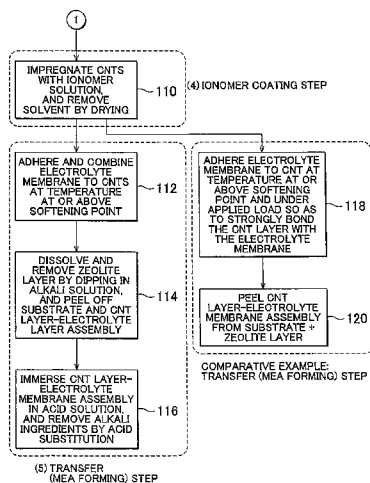 1
IMPREGNATE CNTS
WITH IONOMER
SOLUTION,
AND REMOVE
SOLVENT BY DRYING
110
(4) IONOMER COATING STEP
ADHERE AND COMBINE
ELECTROLYTE
MEMBRANE TO CNTS
AT TEMPERATURE
AT OR ABOVE
SOFTENING POINT
112
DISSOLVE AND
REMOVE ZEOLITE
LAYER BY DIPPING IN
ALKALI SOLUTION,
AND PEEL OFF
SUBSTRATE AND CNT
LAYER-ELECTROLYTE
LAYER ASSEMBLY
114
IMMERSE CNT LAYER-
ELECTROLYTE
MEMBRANE ASSEMBLY
IN ACID SOLUTION,
AND REMOVE ALKALI
INGREDIENTS BY ACID
SUBSTITUTION
116
(5) TRANSFER
(MEA FORMING) STEP
ADHERE ELECTROLYTE
MEMBRANE TO CNT AT
TEMPERATURE AT OR
ABOVE SOFTENING
POINT AND UNDER
APPLIED LOAD SO AS
TO STRONGLY BOND
THE CNT LAYER WITH
THE ELECTROLYTE
MEMBRANE
118
PEEL CNT
LAYER-ELECTROLYTE
MEMBRANE ASSEMBLY
FROM SUBSTRATE +
ZEOLITE LAYER
120
COMPARATIVE EXAMPLE:
TRANSFER (MEA FORMING) STEP